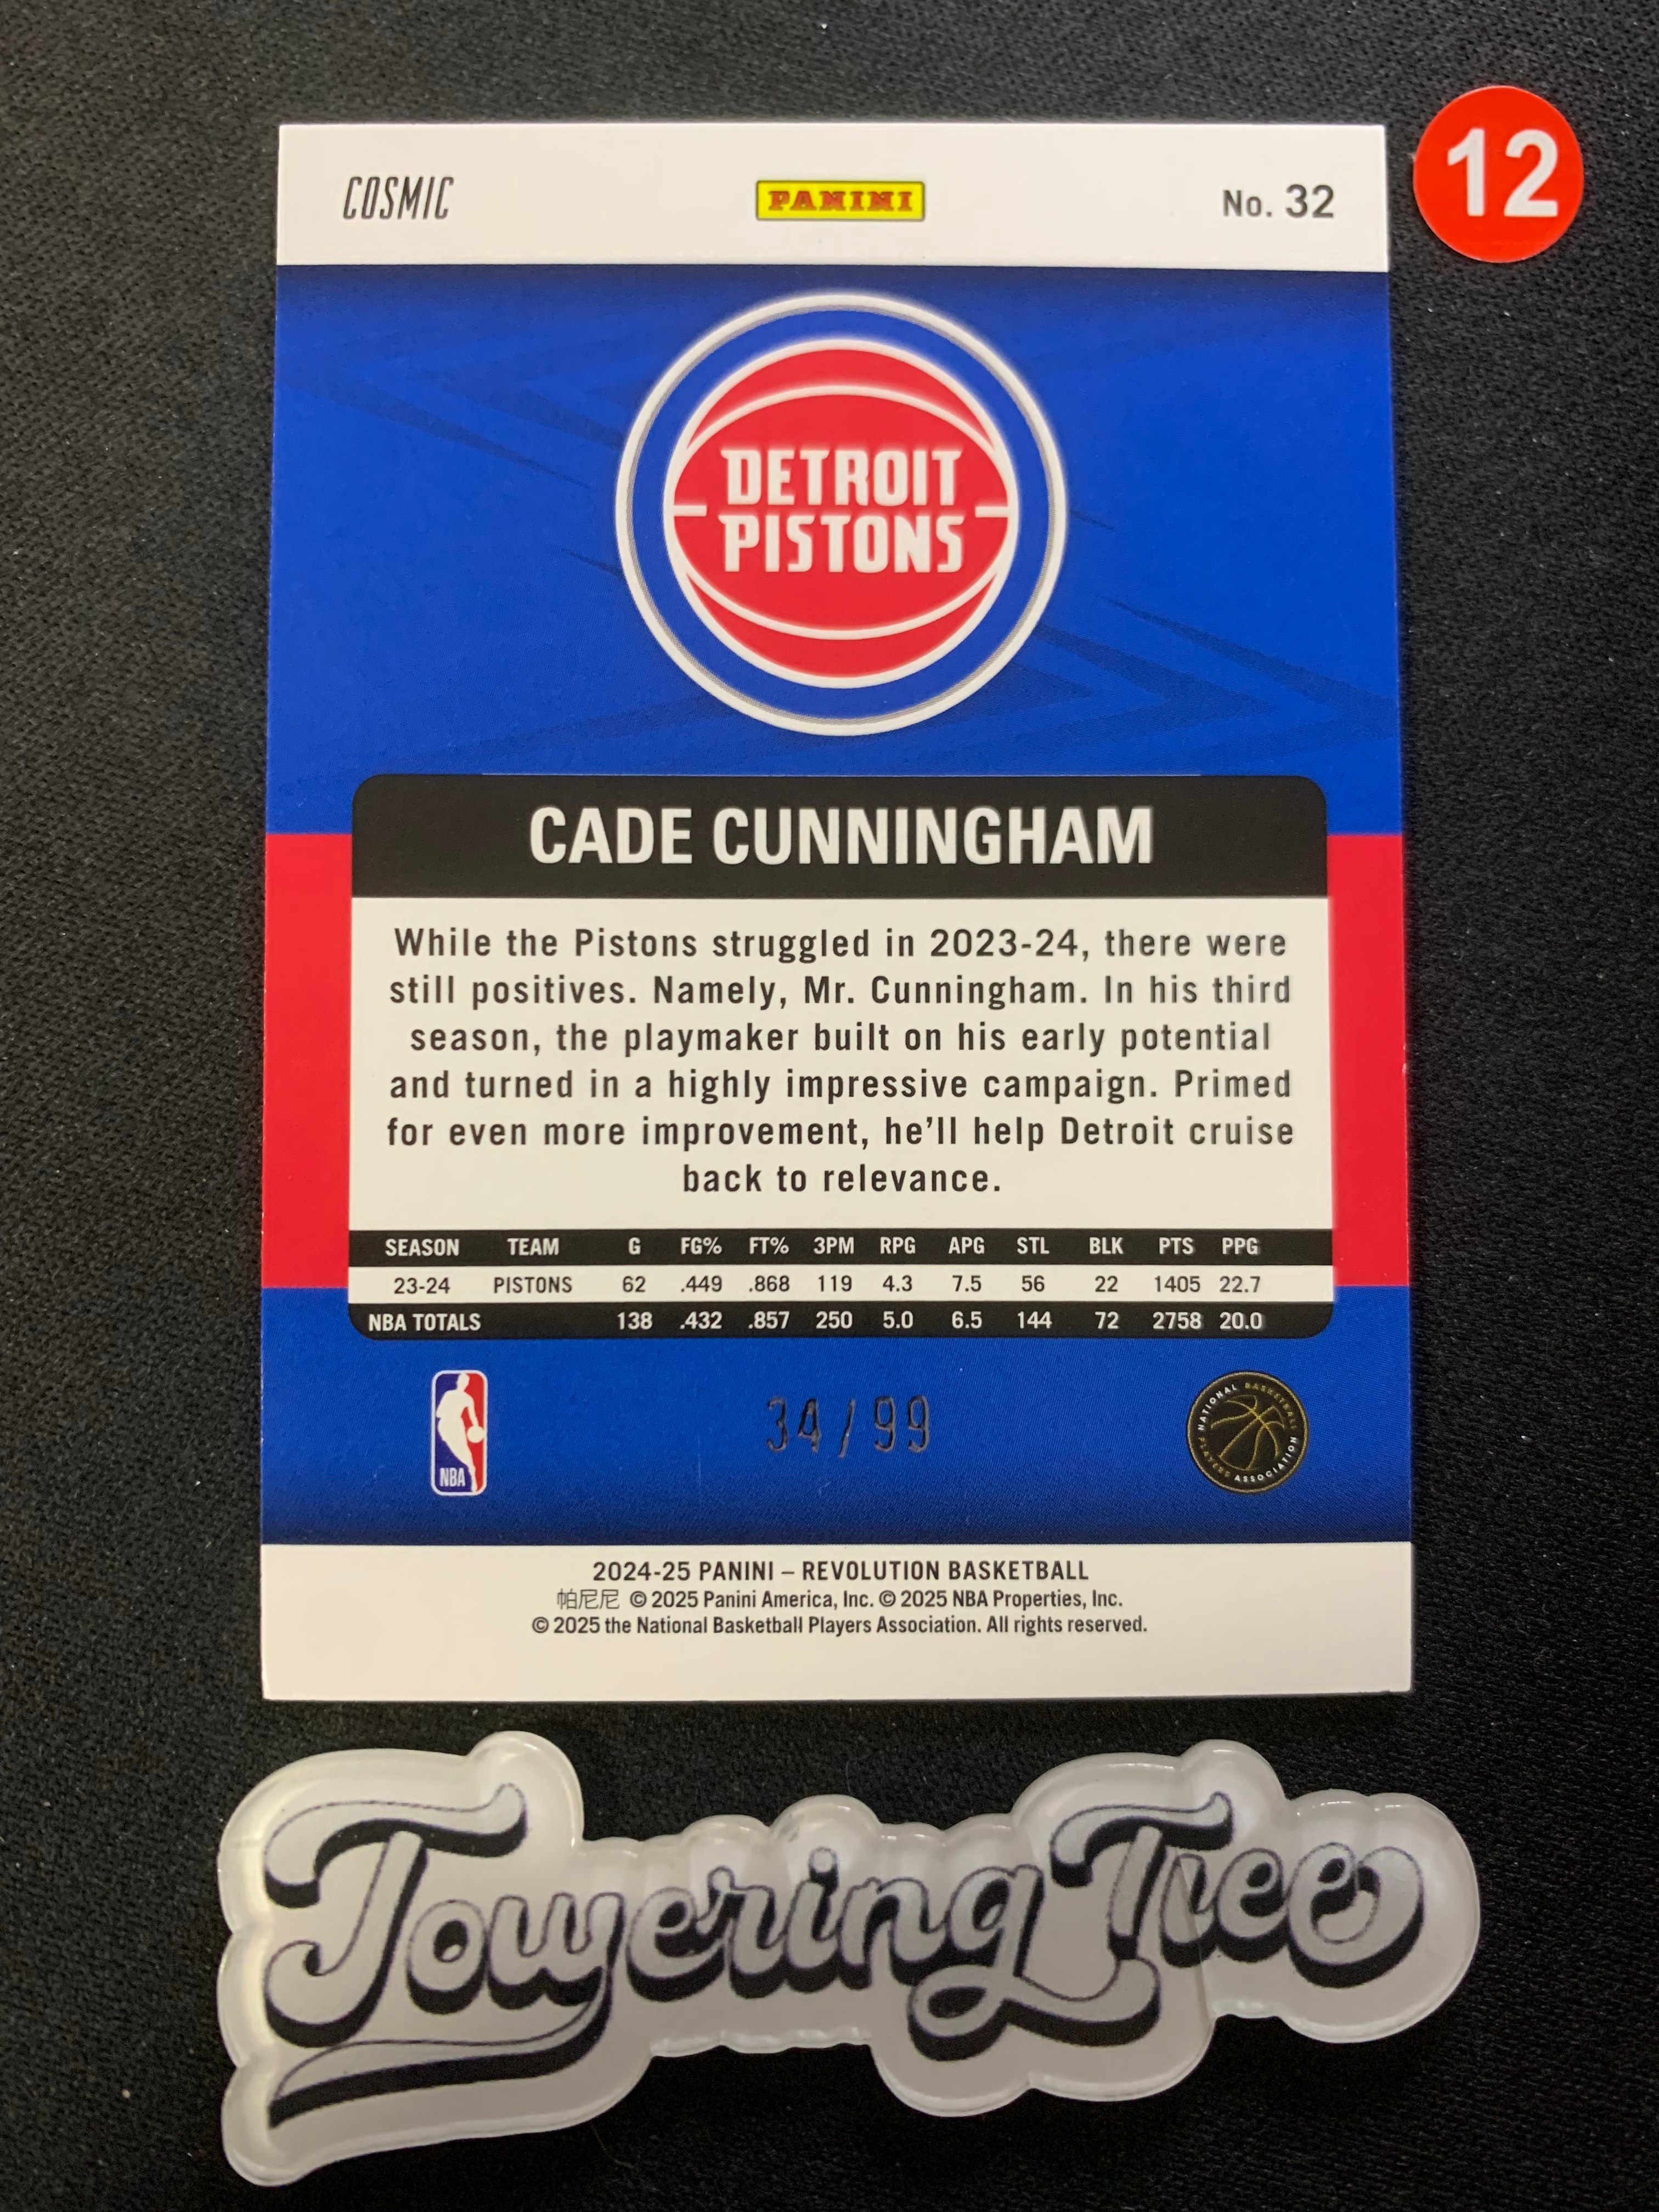 COSMIC PANINI No. 32
12
DETROIT
PISTONS
CADE CUNNINGHAM
While the Pistons struggled in 2023-24, there were
still positives. Namely, Mr. Cunningham. In his third
season, the playmaker built on his early potential
and turned in a highly impressive campaign. Primed
for even more improvement, he'll help Detroit cruise
back to relevance.
SEASON TEAM G FG% FT% 3PM RPG APG STL BLK PTS PPG
23-24 PISTONS 62 .449 .868 119 4.3 7.5 56 22 1405 22.7
NBA TOTALS 138 .432 .857 250 5.0 6.5 144 72 2758 20.0
NBA
34/99
NATIONAL BASKETBALL PLAYERS ASSOCIATION
2024-25 PANINI – REVOLUTION BASKETBALL
帕尼尼 © 2025 Panini America, Inc. © 2025 NBA Properties, Inc.
© 2025 the National Basketball Players Association. All rights reserved.
ToweringTree